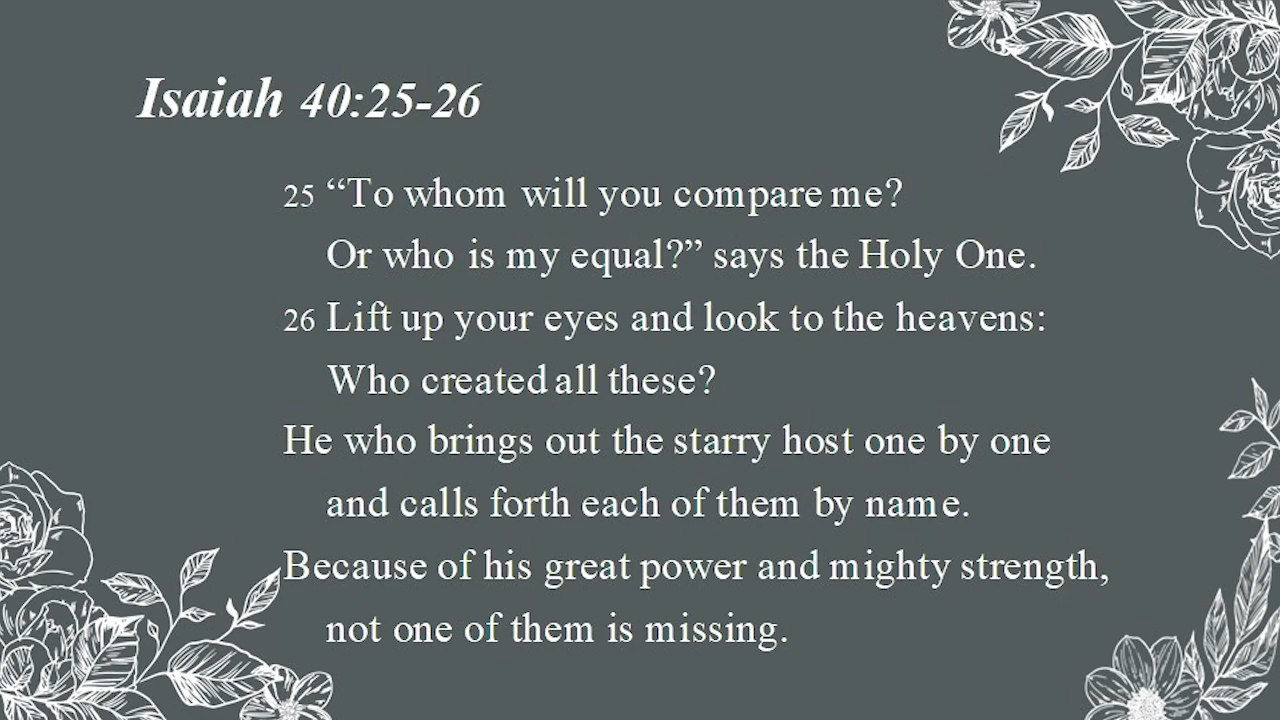 Isaiah 40:25-26
25 “To whom will you compare me?
Or who is my equal?” says the Holy One.
26 Lift up your eyes and look to the heavens:
Who created all these?
He who brings out the starry host one by one
and calls forth each of them by name.
Because of his great power and mighty strength,
not one of them is missing.